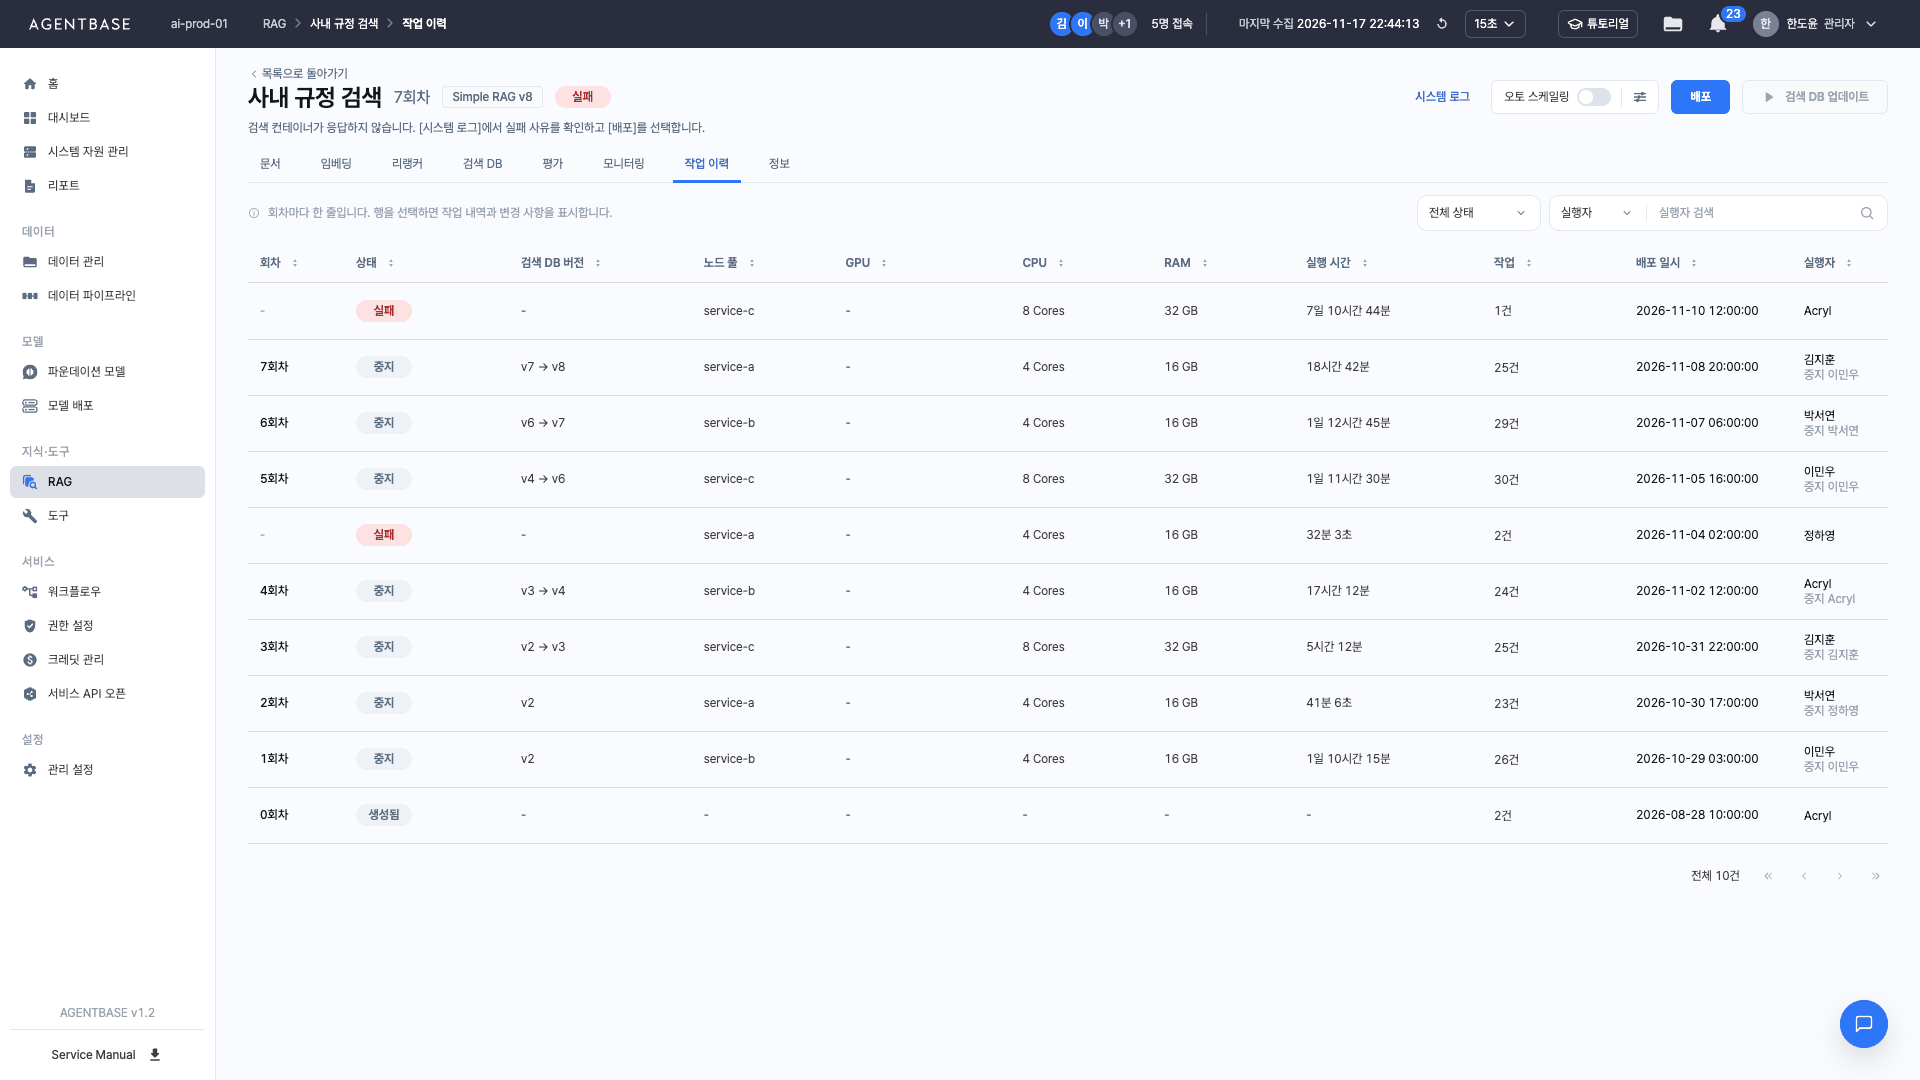 AGENTBASE
ai-prod-01
RAG > 사내 규정 검색 > 작업 이력
김 이 박 +1 5명 접속
마지막 수집 2026-11-17 22:44:13
15초
튜토리얼
23
한 한도윤 관리자
홈
대시보드
시스템 자원 관리
리포트
데이터
데이터 관리
데이터 파이프라인
모델
파운데이션 모델
모델 배포
지식·도구
RAG
도구
서비스
워크플로우
권한 설정
크레딧 관리
서비스 API 오픈
설정
관리 설정
AGENTBASE v1.2
Service Manual
목록으로 돌아가기
사내 규정 검색 7회차 Simple RAG v8 실패
검색 컨테이너가 응답하지 않습니다. [시스템 로그]에서 실패 사유를 확인하고 [배포]를 선택합니다.
시스템 로그 오토 스케일링 배포 검색 DB 업데이트
문서 임베딩 리랭커 검색 DB 평가 모니터링 작업 이력 정보
회차마다 한 줄입니다. 행을 선택하면 작업 내역과 변경 사항을 표시합니다.
전체 상태 실행자 실행자 검색
회차 상태 검색 DB 버전 노드 풀 GPU CPU RAM 실행 시간 작업 배포 일시 실행자
- 실패 - service-c - 8 Cores 32 GB 7일 10시간 44분 1건 2026-11-10 12:00:00 Acryl
7회차 중지 v7 → v8 service-a - 4 Cores 16 GB 18시간 42분 25건 2026-11-08 20:00:00 김지훈
중지 이민우
6회차 중지 v6 → v7 service-b - 4 Cores 16 GB 1일 12시간 45분 29건 2026-11-07 06:00:00 박서연
중지 박서연
5회차 중지 v4 → v6 service-c - 8 Cores 32 GB 1일 11시간 30분 30건 2026-11-05 16:00:00 이민우
중지 이민우
- 실패 - service-a - 4 Cores 16 GB 32분 3초 2건 2026-11-04 02:00:00 정하영
4회차 중지 v3 → v4 service-b - 4 Cores 16 GB 17시간 12분 24건 2026-11-02 12:00:00 Acryl
중지 Acryl
3회차 중지 v2 → v3 service-c - 8 Cores 32 GB 5시간 12분 25건 2026-10-31 22:00:00 김지훈
중지 김지훈
2회차 중지 v2 service-a - 4 Cores 16 GB 41분 6초 23건 2026-10-30 17:00:00 박서연
중지 정하영
1회차 중지 v2 service-b - 4 Cores 16 GB 1일 10시간 15분 26건 2026-10-29 03:00:00 이민우
중지 이민우
0회차 생성됨 - - - - - - 2건 2026-08-28 10:00:00 Acryl
전체 10건